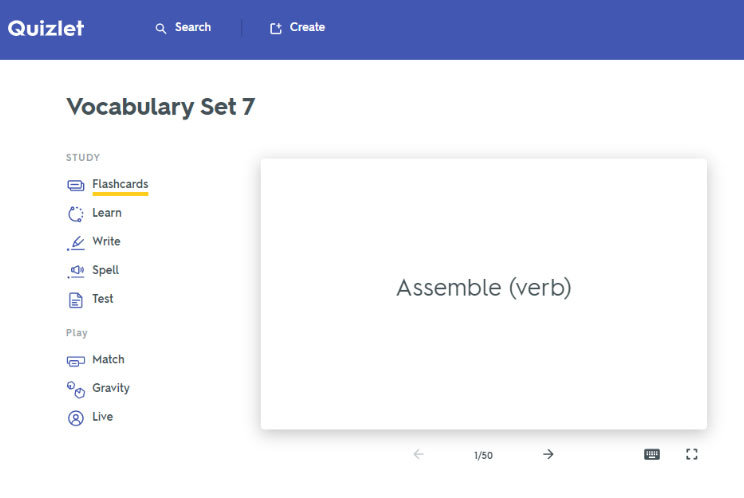 Quizlet
Search
Create
Vocabulary Set 7
STUDY
Flashcards
Learn
Write
Spell
Test
Play
Match
Gravity
Live
Assemble (verb)
1/50